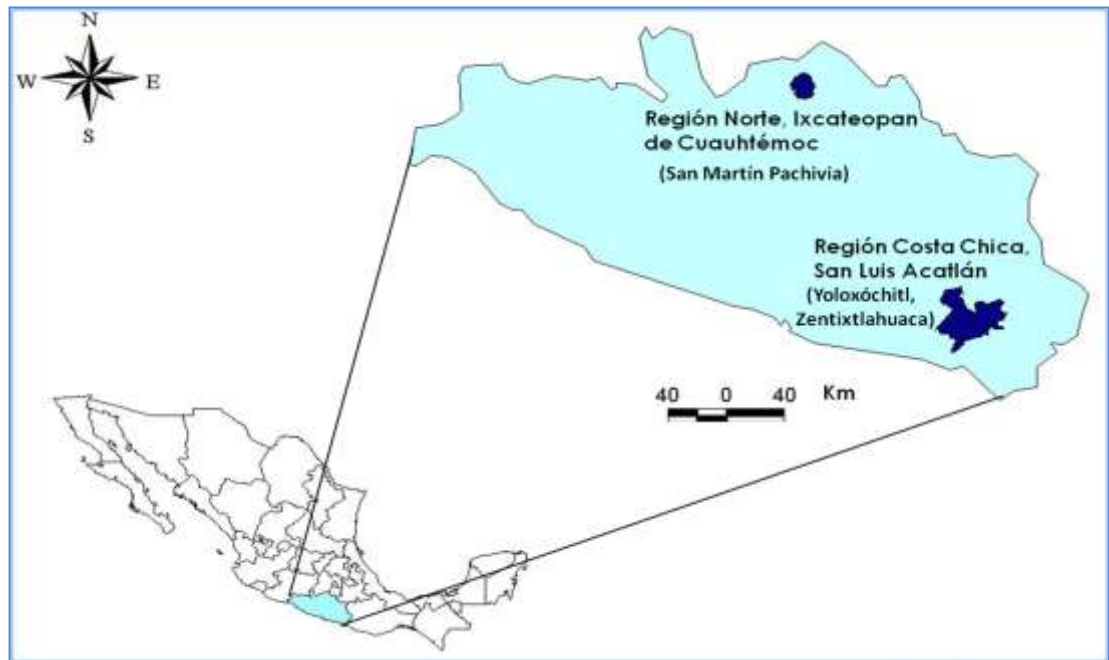 N
W E
S
Región Norte, Ixcateopan
de Cuauhtémoc
(San Martín Pachivia)
Región Costa Chica,
San Luis Acatlán
(Yoloxóchitl,
Zentixtlahuaca)
40 0 40 Km